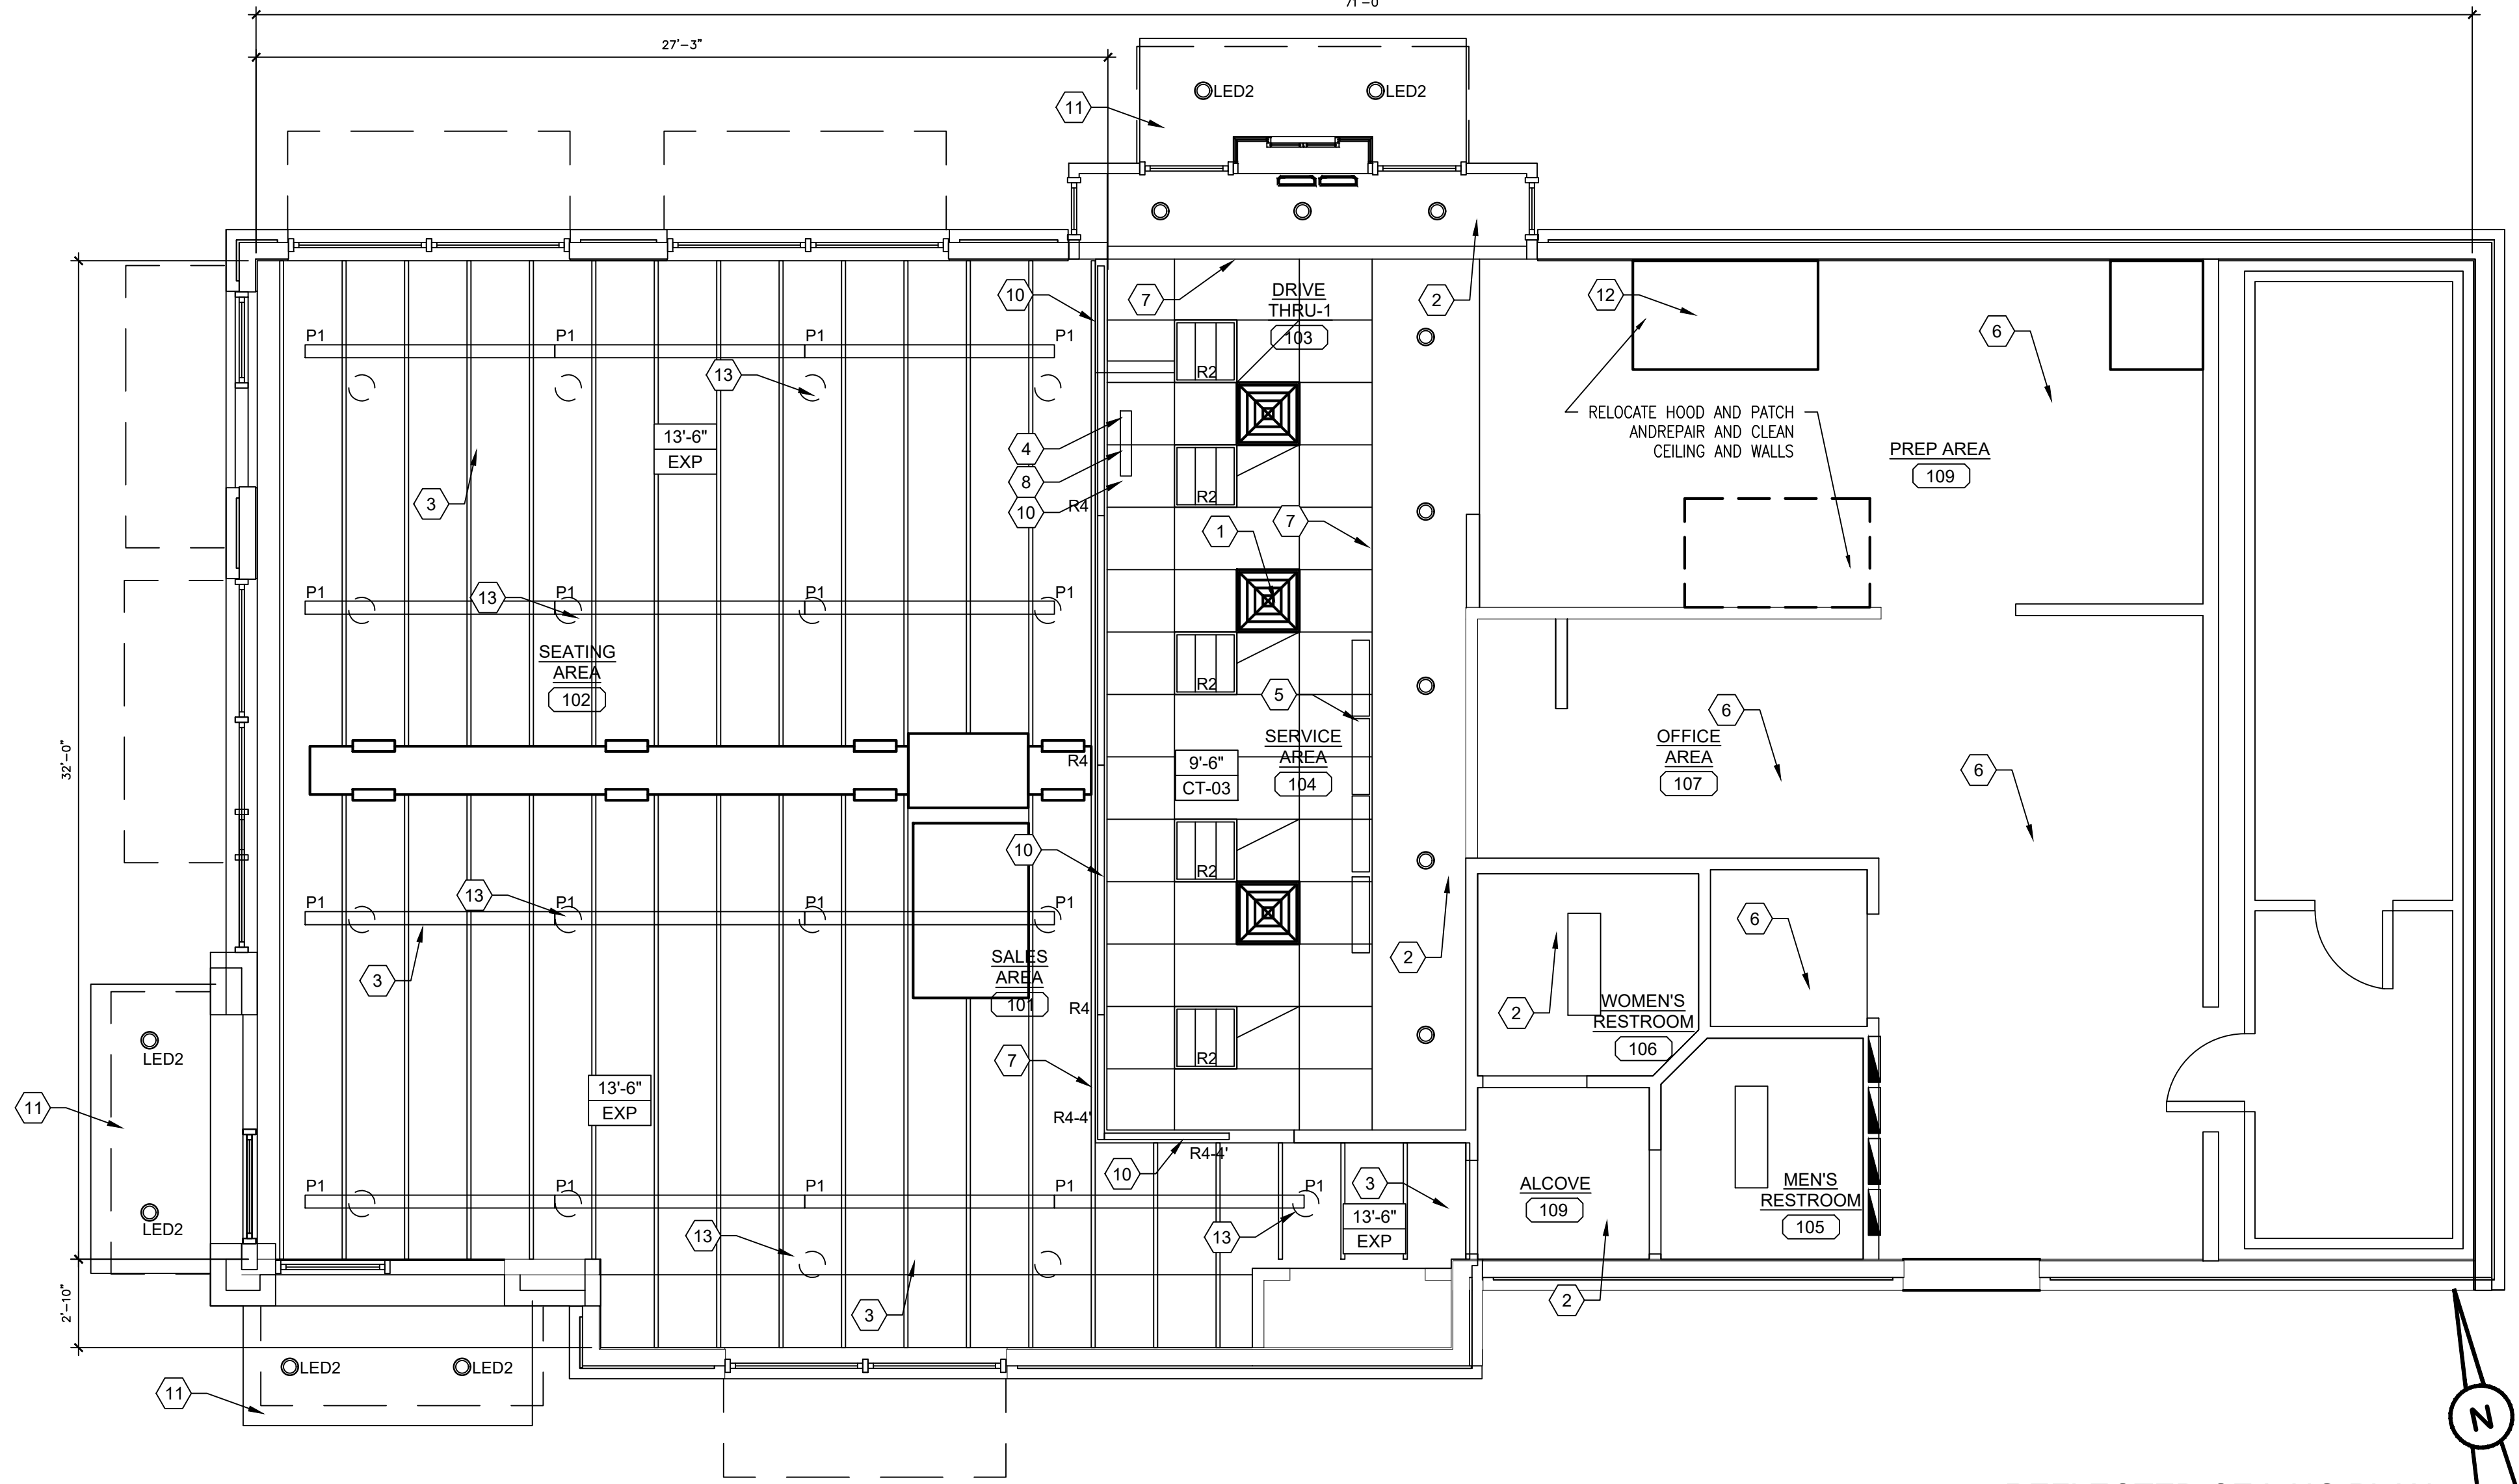 71'-0"
27'-3"
LED2
LED2
11
10
7
DRIVE
THRU-1
103
2
12
6
P1
P1
P1
P1
13
R2
13'-6"
EXP
RELOCATE HOOD AND PATCH
ANDREPAIR AND CLEAN
CEILING AND WALLS
PREP AREA
109
4
8
10
3
R4
R2
7
1
P1
P1
P1
P1
13
SEATING
AREA
102
R2
5
6
OFFICE
AREA
107
SERVICE
AREA
104
6
32'-0"
R4
9'-6"
CT-03
10
R2
13
P1
P1
P1
P1
6
3
SALES
AREA
101
2
2
WOMEN'S
RESTROOM
106
R4
LED2
R2
7
13'-6"
EXP
11
R4-4'
R4-4'
10
P1
P1
P1
P1
P1
3
ALCOVE
109
MEN'S
RESTROOM
105
LED2
13
13
13'-6"
EXP
2'-10"
3
2
LED2
LED2
11
N